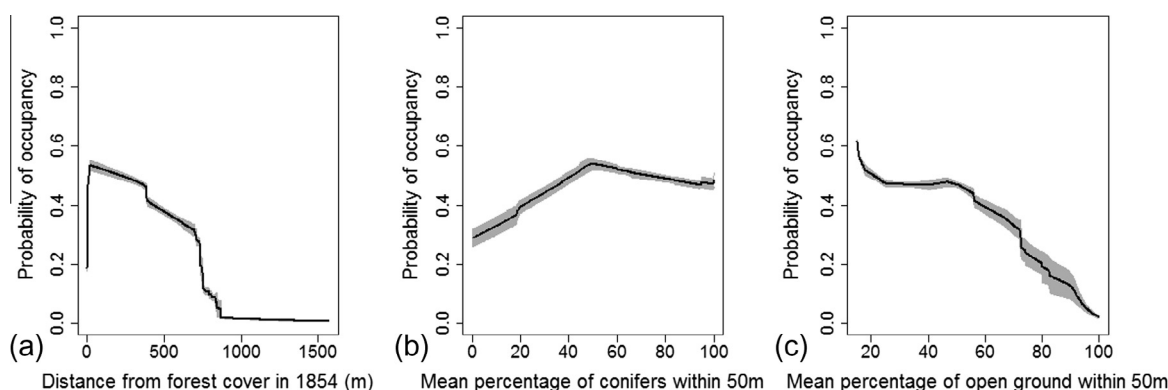 Probability of occupancy
0.0 0.2 0.4 0.6 0.8 1.0
0 500 1000 1500
(a)
Distance from forest cover in 1854 (m)
Probability of occupancy
0.0 0.2 0.4 0.6 0.8 1.0
0 20 40 60 80 100
(b)
Mean percentage of conifers within 50m
Probability of occupancy
0.0 0.2 0.4 0.6 0.8 1.0
20 40 60 80 100
(c)
Mean percentage of open ground within 50m